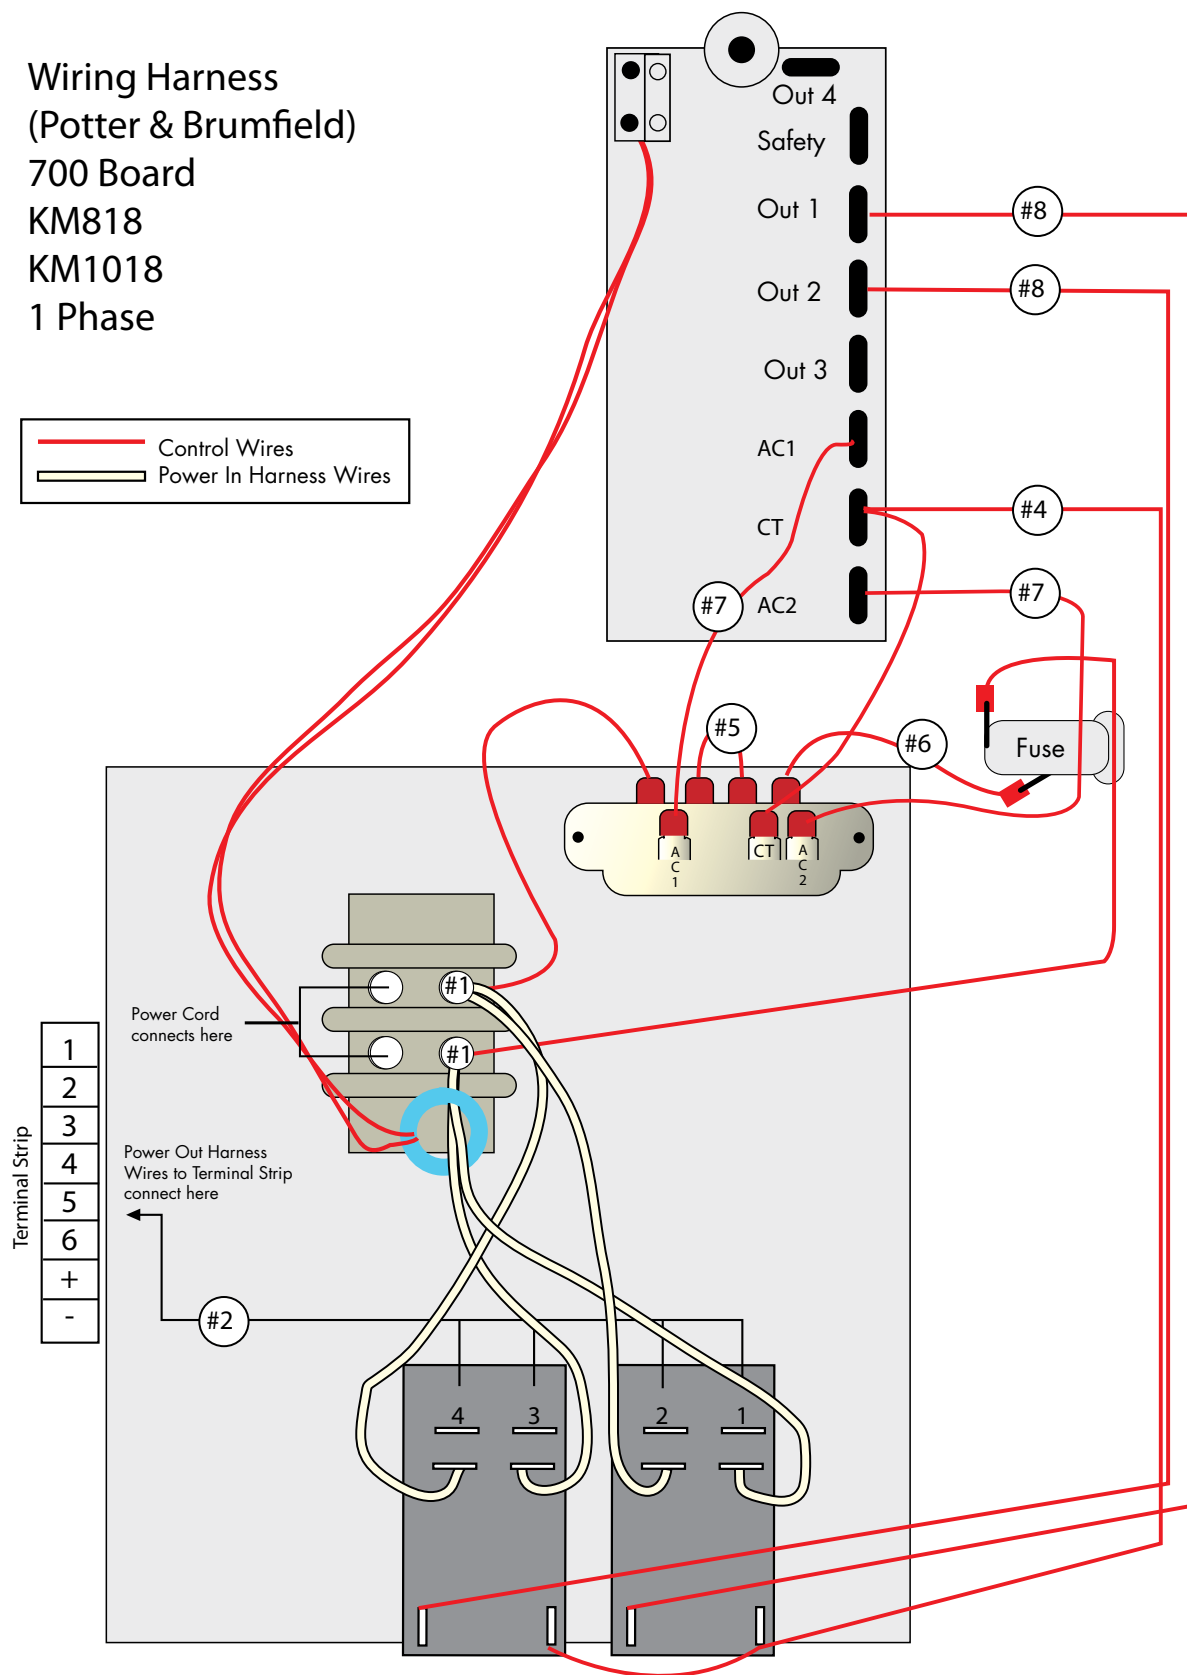 Wiring Harness
(Potter & Brumfield)
700 Board
KM818
KM1018
1 Phase
Control Wires
Power In Harness Wires
Out 4
Safety
Out 1
#8
Out 2
#8
Out 3
AC1
CT
#4
#7
AC2
#7
#5
#6
Fuse
AC1
CT
AC2
#1
#1
Power Cord
connects here
Terminal Strip
1
2
3
4
5
6
+
-
Power Out Harness
Wires to Terminal Strip
connect here
#2
4
3
2
1